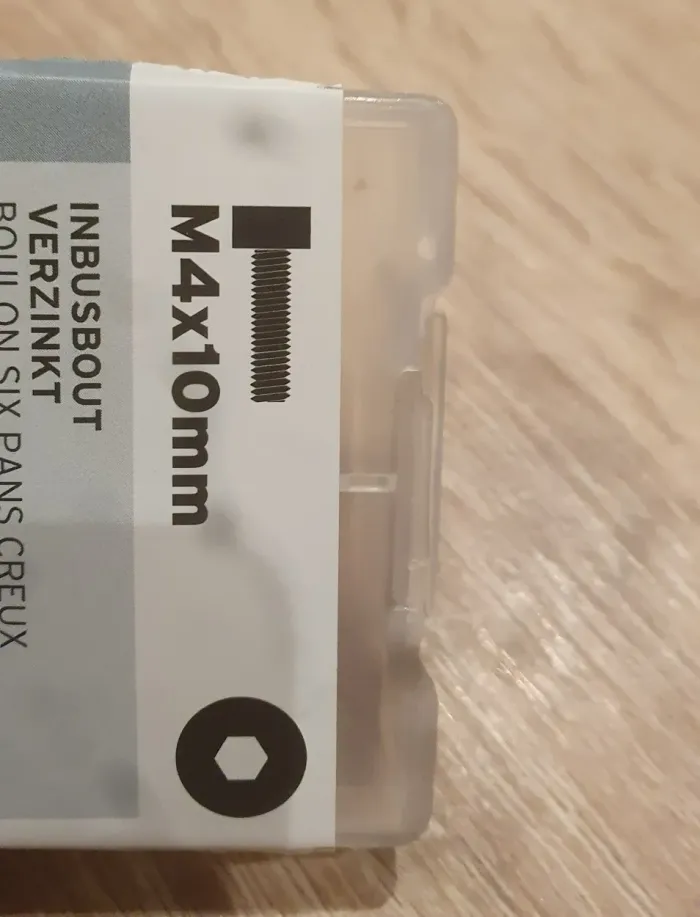 M4x10mm
INBUSBOUT
VERZINKT
BOULON SIX PANS CREUX